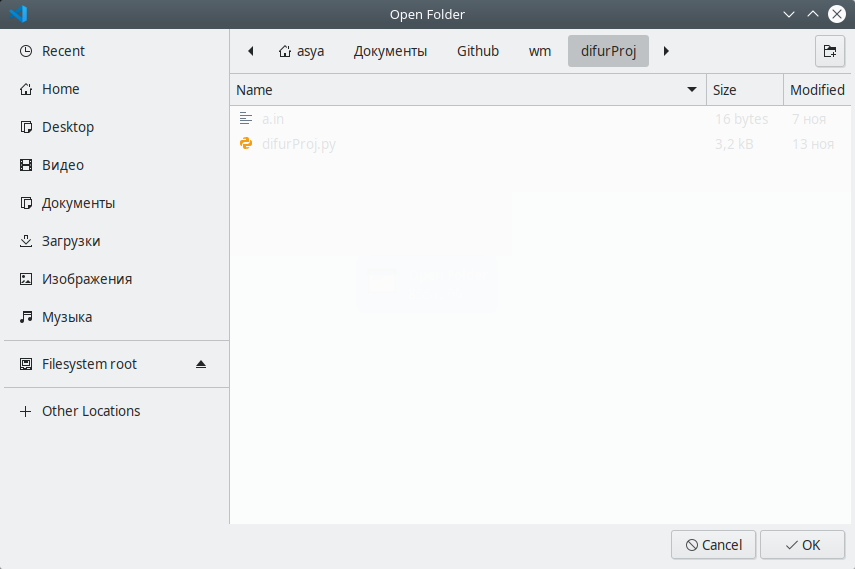 Open Folder
Recent
Home
Desktop
Видео
Документы
Загрузки
Изображения
Музыка
Filesystem root
Other Locations
asya Документы Github wm difurProj
Name Size Modified
a.in 16 bytes 7 ноя
difurProj.py 3,2 kB 13 ноя
Cancel OK